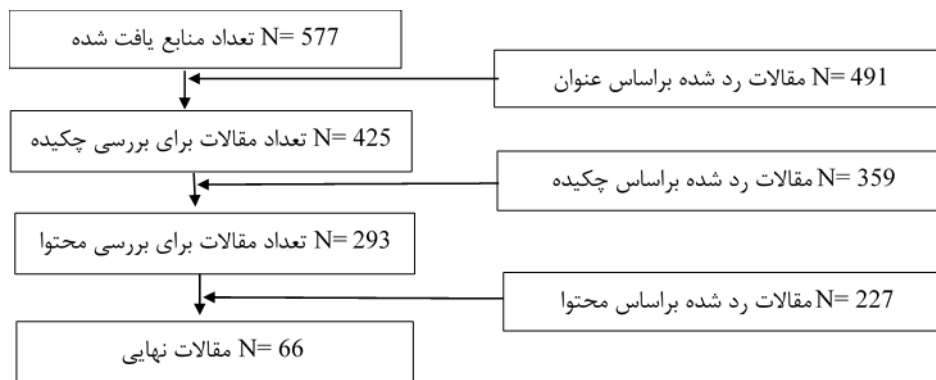 تعداد منابع یافت شده N= 577
مقالات رد شده براساس عنوان N= 491
تعداد مقالات برای بررسی چکیده N= 425
مقالات رد شده براساس چکیده N= 359
تعداد مقالات برای بررسی محتوا N= 293
مقالات رد شده براساس محتوا N= 227
مقالات نهایی N= 66